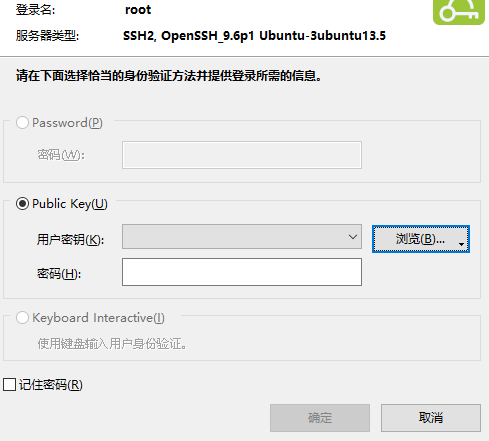 登录名: root
服务器类型: SSH2, OpenSSH_9.6p1 Ubuntu-3ubuntu13.5
请在下面选择恰当的身份验证方法并提供登录所需的信息。
Password(P)
密码(W):
Public Key(U)
用户密钥(K): 浏览(B)...
密码(H):
Keyboard Interactive(I)
使用键盘输入用户身份验证。
记住密码(R)
确定 取消